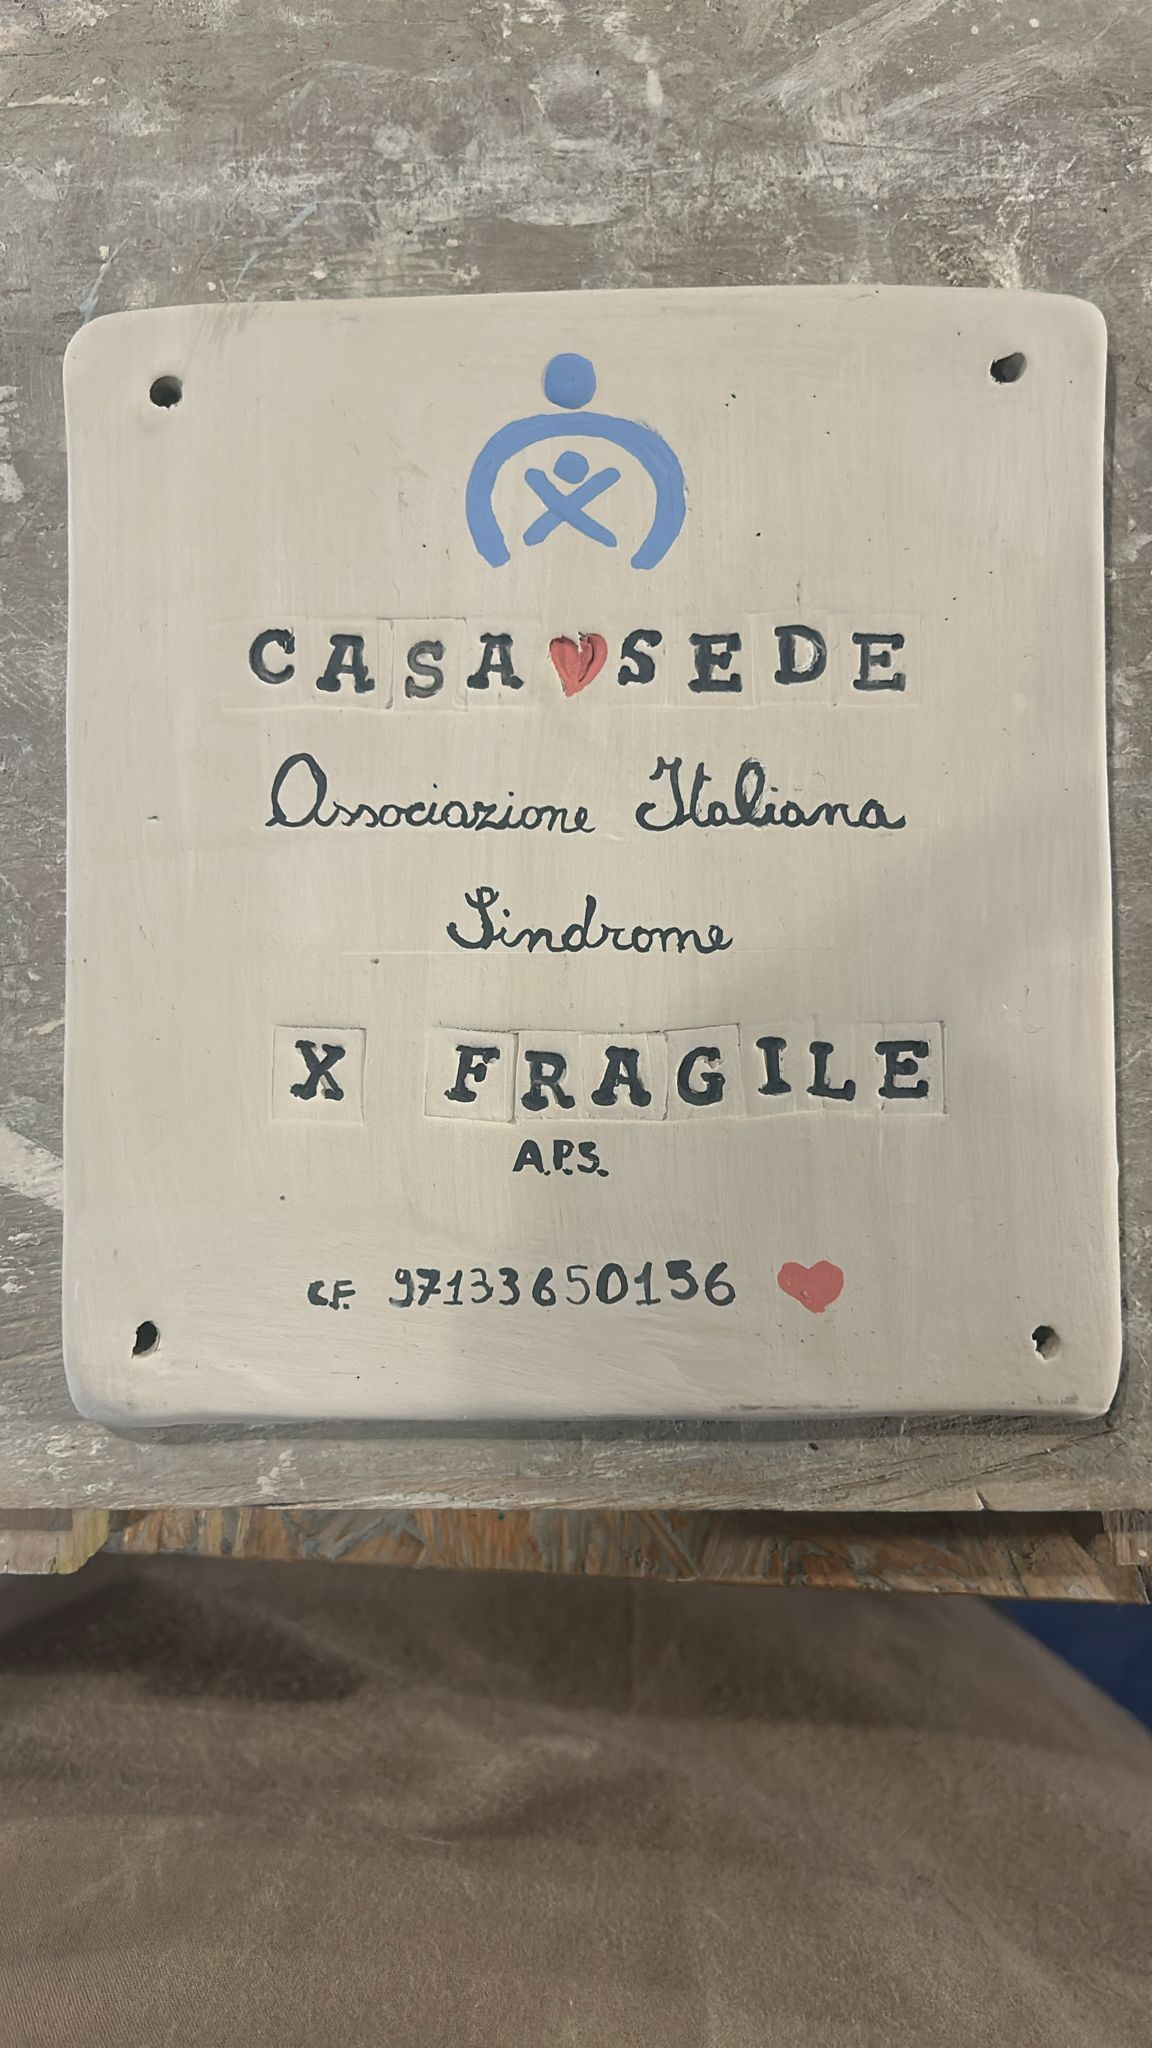 CASA ♥ SEDE
Associazione Italiana
Sindrome
X FRAGILE
A.P.S.
C.F. 97133650156